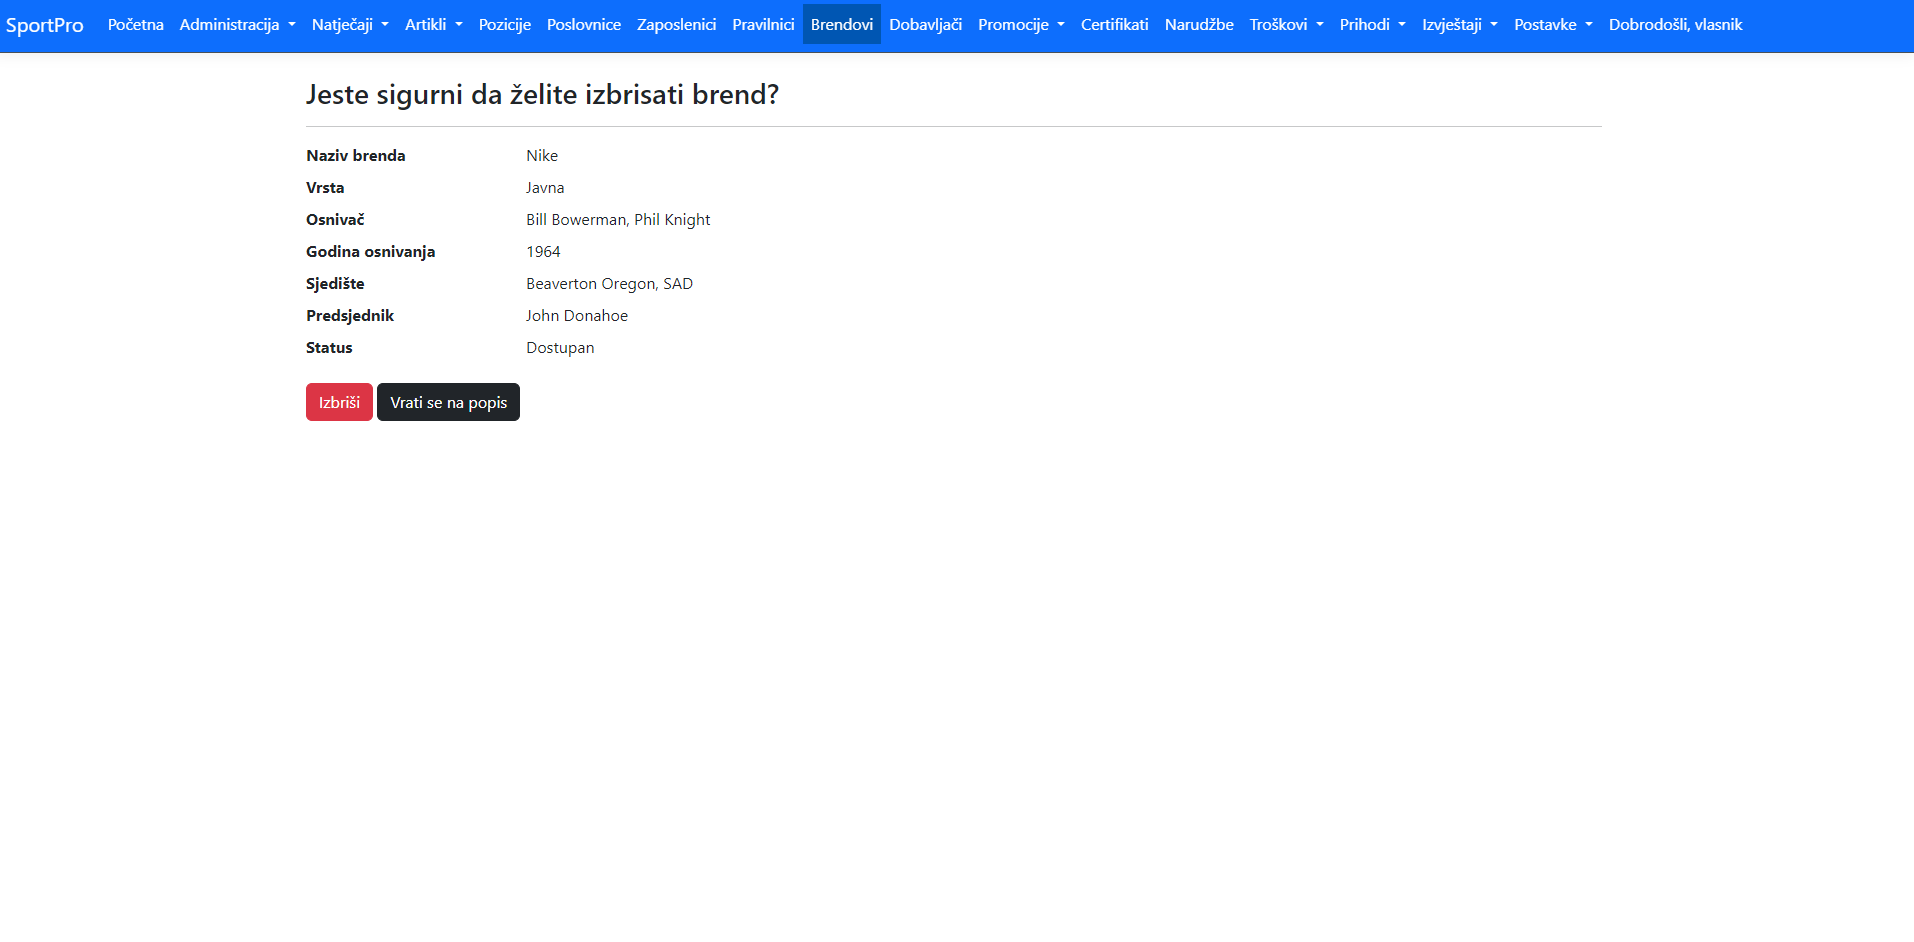 SportPro Početna Administracija Natječaji Artikli Pozicije Poslovnice Zaposlenici Pravilnici Brendovi Dobavljači Promocije Certifikati Narudžbe Troškovi Prihodi Izvještaji Postavke Dobrodošli, vlasnik
Jeste sigurni da želite izbrisati brend?
Naziv brenda Nike
Vrsta Javna
Osnivač Bill Bowerman, Phil Knight
Godina osnivanja 1964
Sjedište Beaverton Oregon, SAD
Predsjednik John Donahoe
Status Dostupan
Izbriši Vrati se na popis